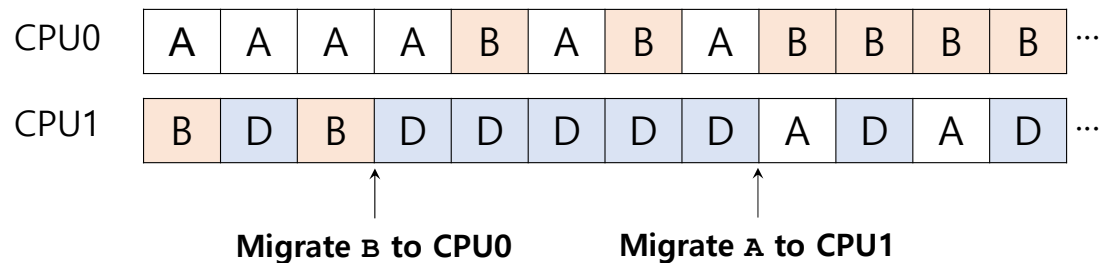 CPU0 A A A A B A B A B B B B ...
CPU1 B D B D D D D D A D A D ...
Migrate B to CPU0 Migrate A to CPU1